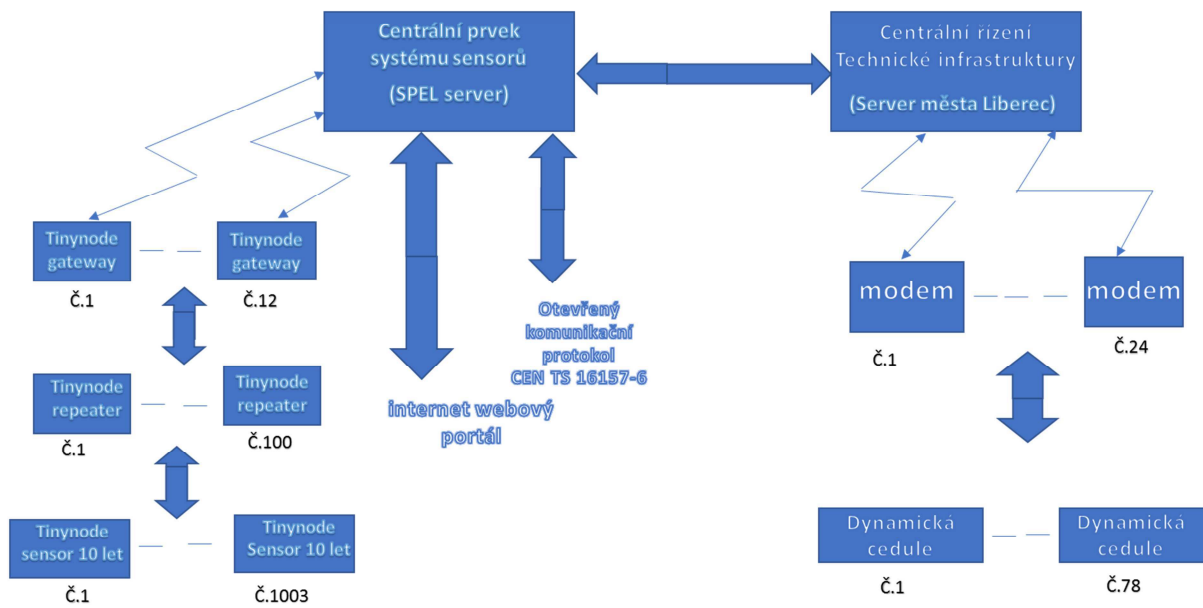 Centrální prvek
systému sensorů
(SPEL server)
Centrální řízení
Technické infrastruktury
(Server města Liberec)
Tinynode
gateway
Č.1
Tinynode
gateway
Č.12
modem
Č.1
modem
Č.24
Otevřený
komunikační
protokol
CEN TS 16157-6
internet webový
portál
Tinynode
repeater
Č.1
Tinynode
repeater
Č.100
Tinynode
sensor 10 let
Č.1
Tinynode
Sensor 10 let
Č.1003
Dynamická
cedule
Č.1
Dynamická
cedule
Č.78